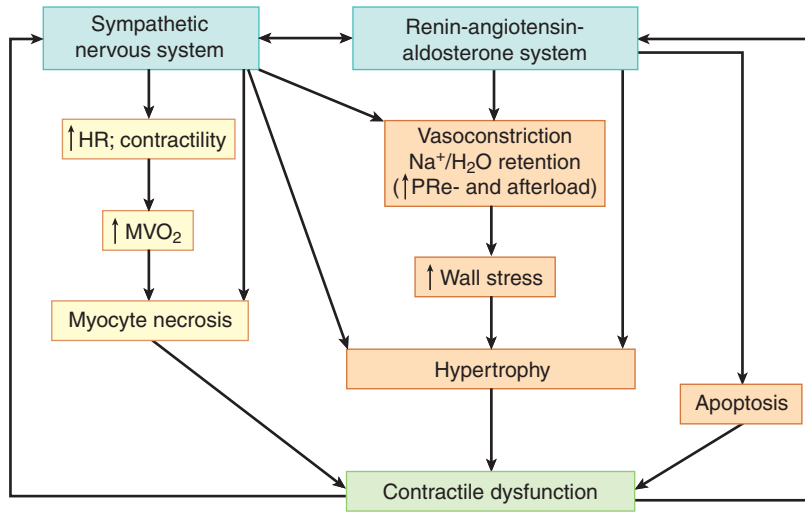 Sympathetic
nervous system
Renin-angiotensin-
aldosterone system
↑HR; contractility
Vasoconstriction
Na⁺/H₂O retention
(↑PRe- and afterload)
↑ MVO₂
↑ Wall stress
Myocyte necrosis
Hypertrophy
Apoptosis
Contractile dysfunction